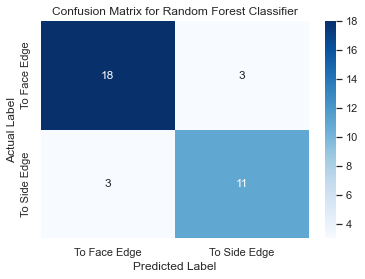 Confusion Matrix for Random Forest Classifier
Actual Label
To Face Edge
To Side Edge
18
3
3
11
To Face Edge
To Side Edge
Predicted Label
18
16
14
12
10
8
6
4